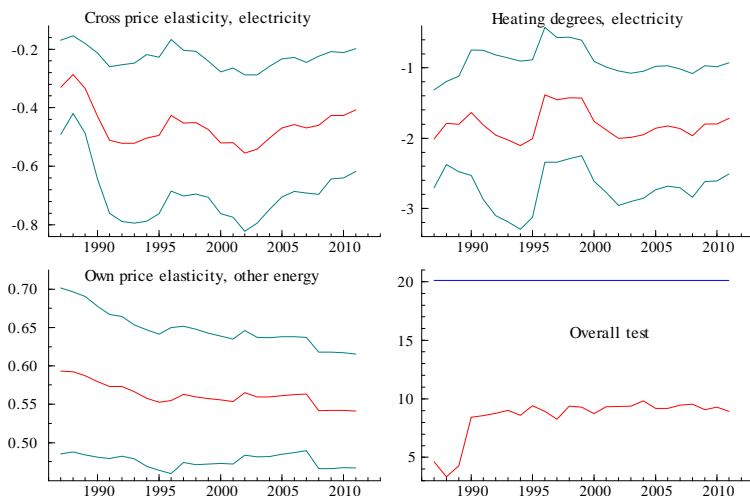 Cross price elasticity, electricity
-0.2
-0.4
-0.6
-0.8
1990 1995 2000 2005 2010
Heating degrees, electricity
-1
-2
-3
1990 1995 2000 2005 2010
Own price elasticity, other energy
0.70
0.65
0.60
0.55
0.50
1990 1995 2000 2005 2010
20
Overall test
15
10
5
1990 1995 2000 2005 2010